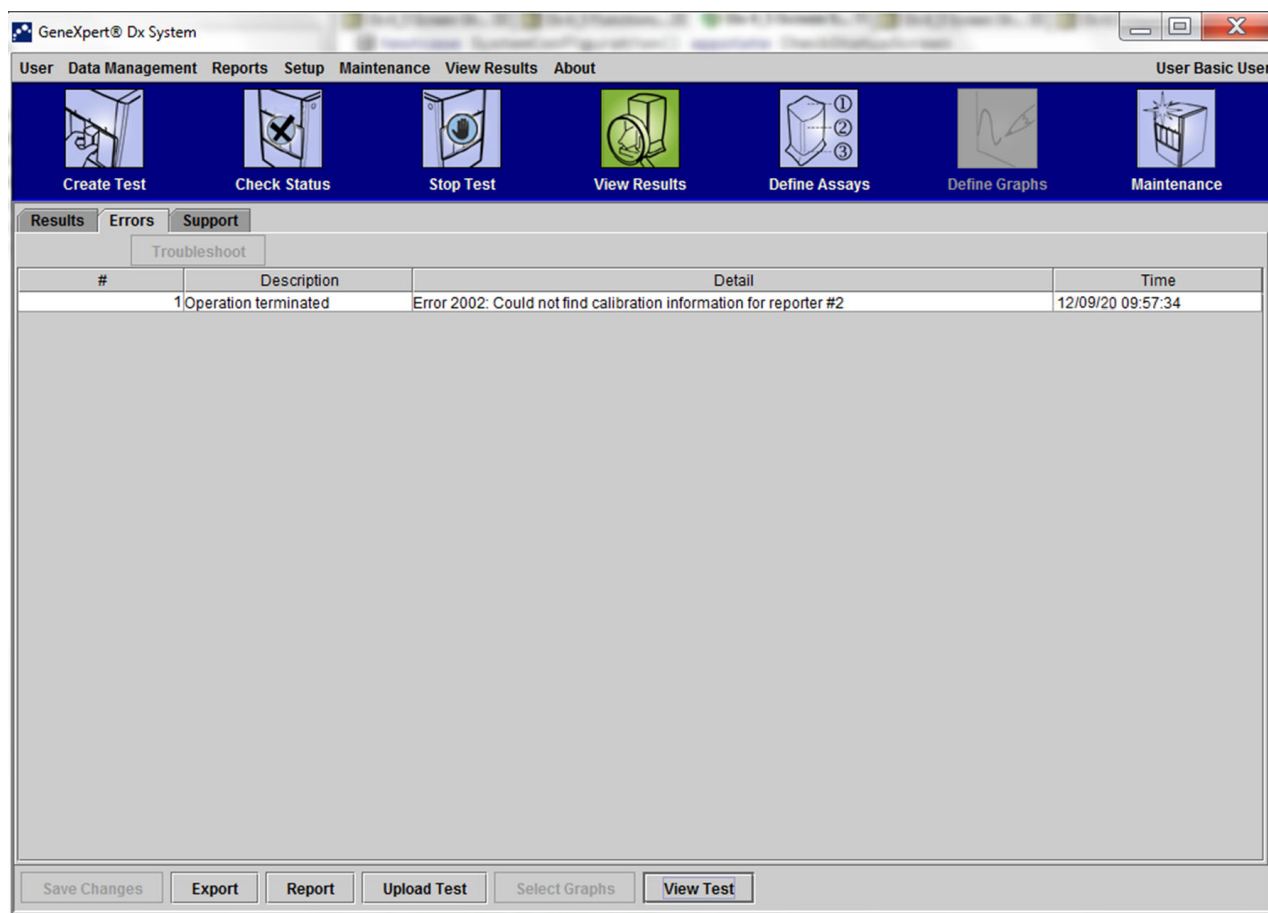 GeneXpert® Dx System
User Data Management Reports Setup Maintenance View Results About User Basic User
① 
②
③
Create Test Check Status Stop Test View Results Define Assays Define Graphs Maintenance
Results Errors Support
Troubleshoot
# Description Detail Time
1 Operation terminated Error 2002: Could not find calibration information for reporter #2 12/09/20 09:57:34
Save Changes Export Report Upload Test Select Graphs View Test